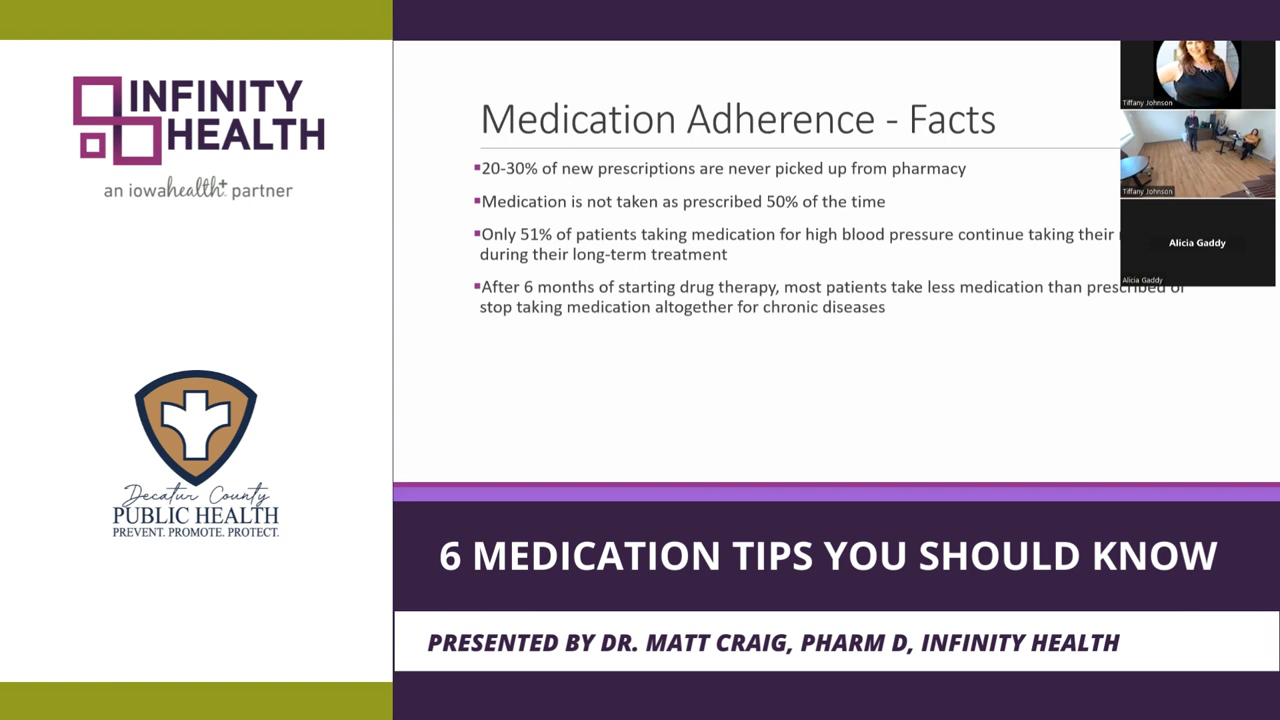 INFINITY
HEALTH
an iowahealth+ partner
Decatur County
PUBLIC HEALTH
PREVENT. PROMOTE. PROTECT.
Medication Adherence - Facts
▪20-30% of new prescriptions are never picked up from pharmacy
▪Medication is not taken as prescribed 50% of the time
▪Only 51% of patients taking medication for high blood pressure continue taking their
during their long-term treatment
▪After 6 months of starting drug therapy, most patients take less medication than prescribed or
stop taking medication altogether for chronic diseases
Tiffany Johnson
Tiffany Johnson
Alicia Gaddy
Alicia Gaddy
6 MEDICATION TIPS YOU SHOULD KNOW
PRESENTED BY DR. MATT CRAIG, PHARM D, INFINITY HEALTH